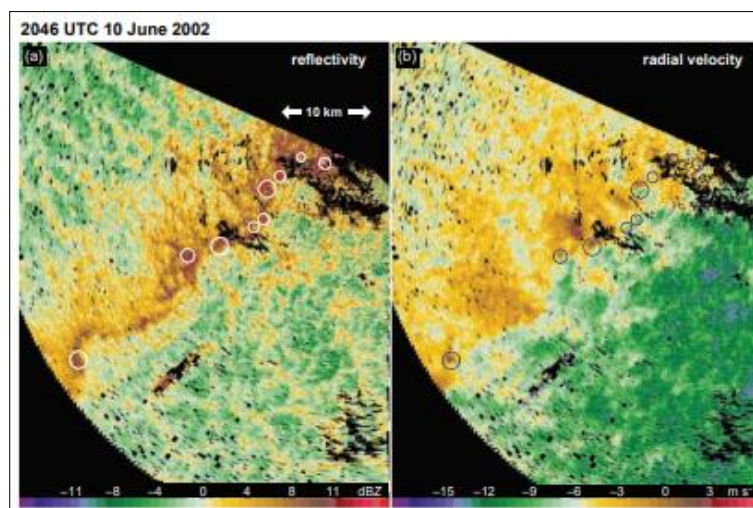 2046 UTC 10 June 2002
(a)
reflectivity
10 km
(b)
radial velocity
−11 −8 −4 0 4 8 11 dBZ
−15 −12 −9 −6 −3 0 3 m s⁻